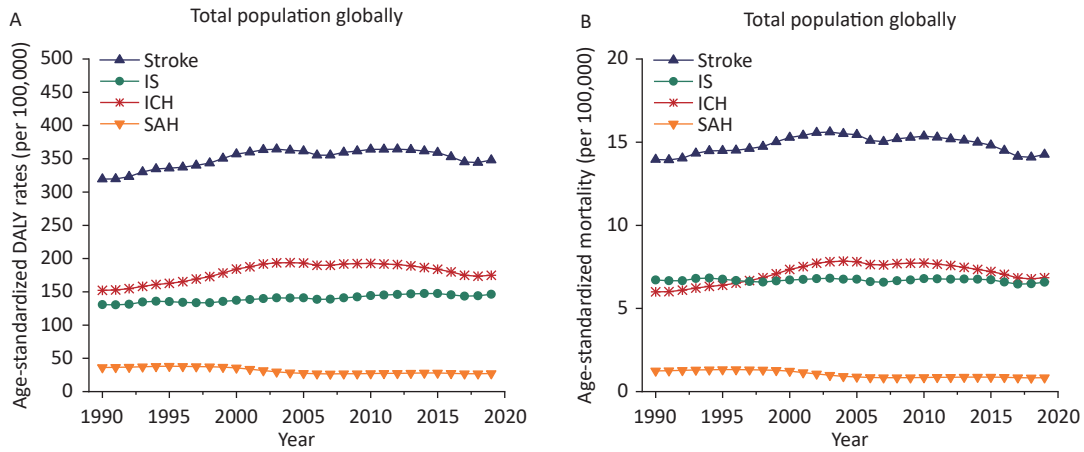 A
Total population globally
Age-standardized DALY rates (per 100,000)
500
450
400
350
300
250
200
150
100
50
0
Stroke
IS
ICH
SAH
1990
1995
2000
2005
2010
2015
2020
Year
B
Total population globally
Age-standardized mortality (per 100,000)
20
15
10
5
0
Stroke
IS
ICH
SAH
1990
1995
2000
2005
2010
2015
2020
Year